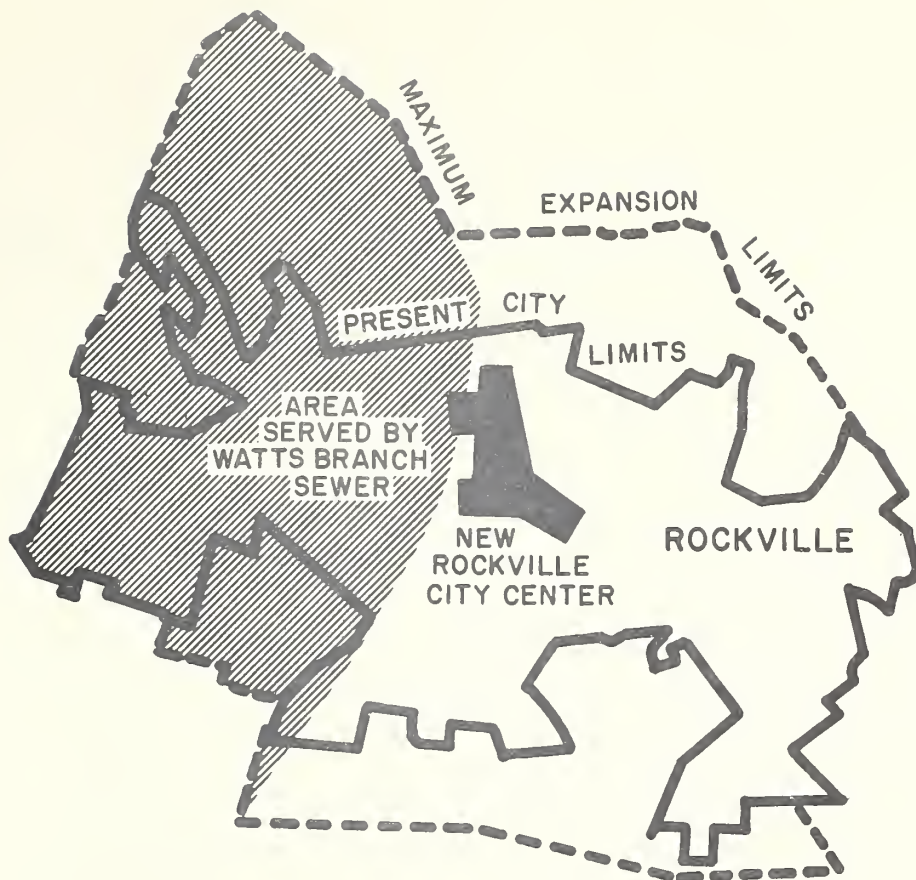 MAXIMUM
EXPANSION
LIMITS
PRESENT CITY
LIMITS
AREA
SERVED BY
WATTS BRANCH
SEWER
NEW
ROCKVILLE
CITY CENTER
ROCKVILLE